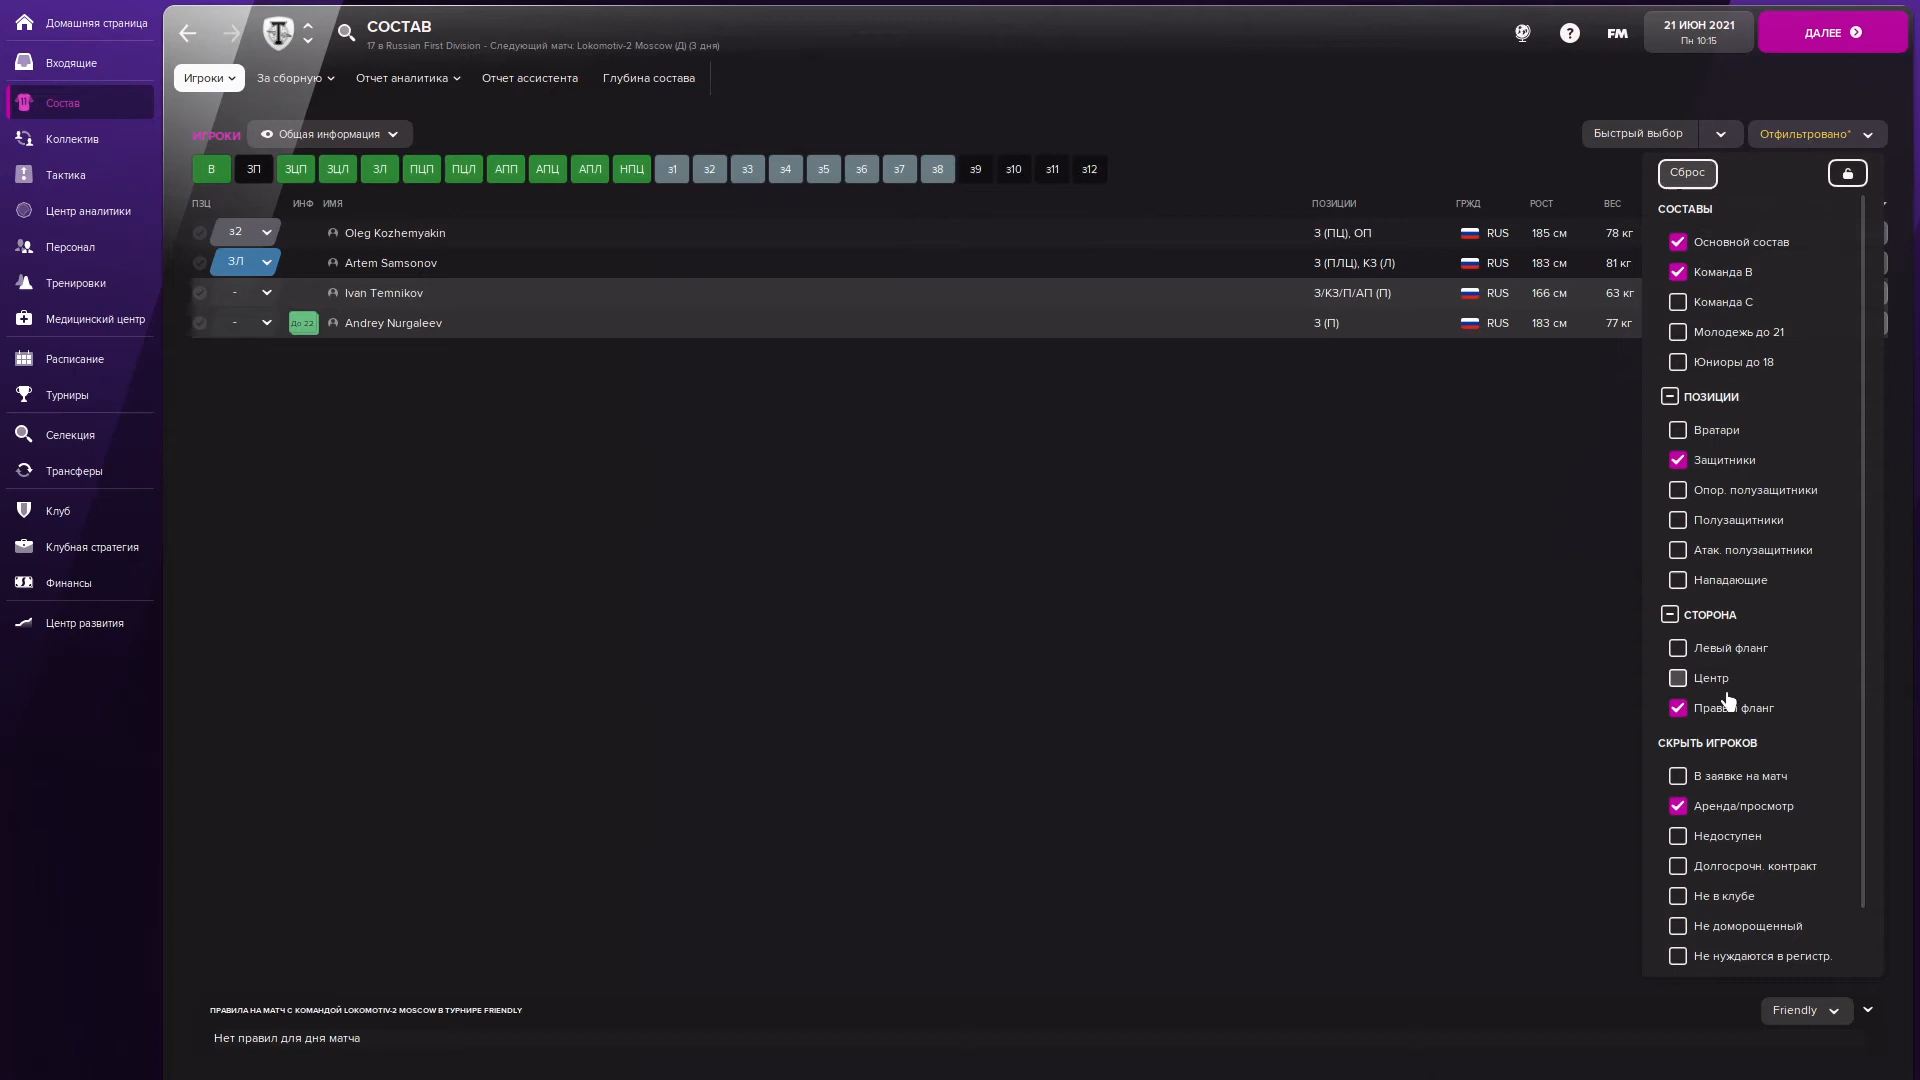 Домашняя страница
Входящие
Состав
Коллектив
Тактика
Центр аналитики
Персонал
Тренировки
Медицинский центр
Расписание
Турниры
Селекция
Трансферы
Клуб
Клубная стратегия
Финансы
Центр развития
СОСТАВ
17 в Russian First Division - Следующий матч: Lokomotiv-2 Moscow (Д) (3 дня)
? FM 21 ИЮН 2021
Пн 10:15
ДАЛЕЕ
Игроки За сборную Отчет аналитика Отчет ассистента Глубина состава
ИГРОКИ Общая информация Быстрый выбор Отфильтровано*
В ЗП ЗЦП ЗЦЛ ЗЛ ПЦП ПЦЛ АПП АПЦ АПЛ НПЦ з1 з2 з3 з4 з5 з6 з7 з8 з9 з10 з11 з12
ПЗЦ ИНФ ИМЯ ПОЗИЦИИ ГРЖД РОСТ ВЕС
з2 Oleg Kozhemyakin З (ПЦ), ОП RUS 185 см 78 кг
ЗЛ Artem Samsonov З (ПЛЦ), КЗ (Л) RUS 183 см 81 кг
- Ivan Temnikov З/КЗ/П/АП (П) RUS 166 см 63 кг
- До 22 Andrey Nurgaleev З (П) RUS 183 см 77 кг
Сброс
СОСТАВЫ
Основной состав
Команда B
Команда C
Молодежь до 21
Юниоры до 18
ПОЗИЦИИ
Вратари
Защитники
Опор. полузащитники
Полузащитники
Атак. полузащитники
Нападающие
СТОРОНА
Левый фланг
Центр
Правый фланг
СКРЫТЬ ИГРОКОВ
В заявке на матч
Аренда/просмотр
Недоступен
Долгосрочн. контракт
Не в клубе
Не доморощенный
Не нуждаются в регистр.
ПРАВИЛА НА МАТЧ С КОМАНДОЙ LOKOMOTIV-2 MOSCOW В ТУРНИРЕ FRIENDLY
Friendly
Нет правил для дня матча